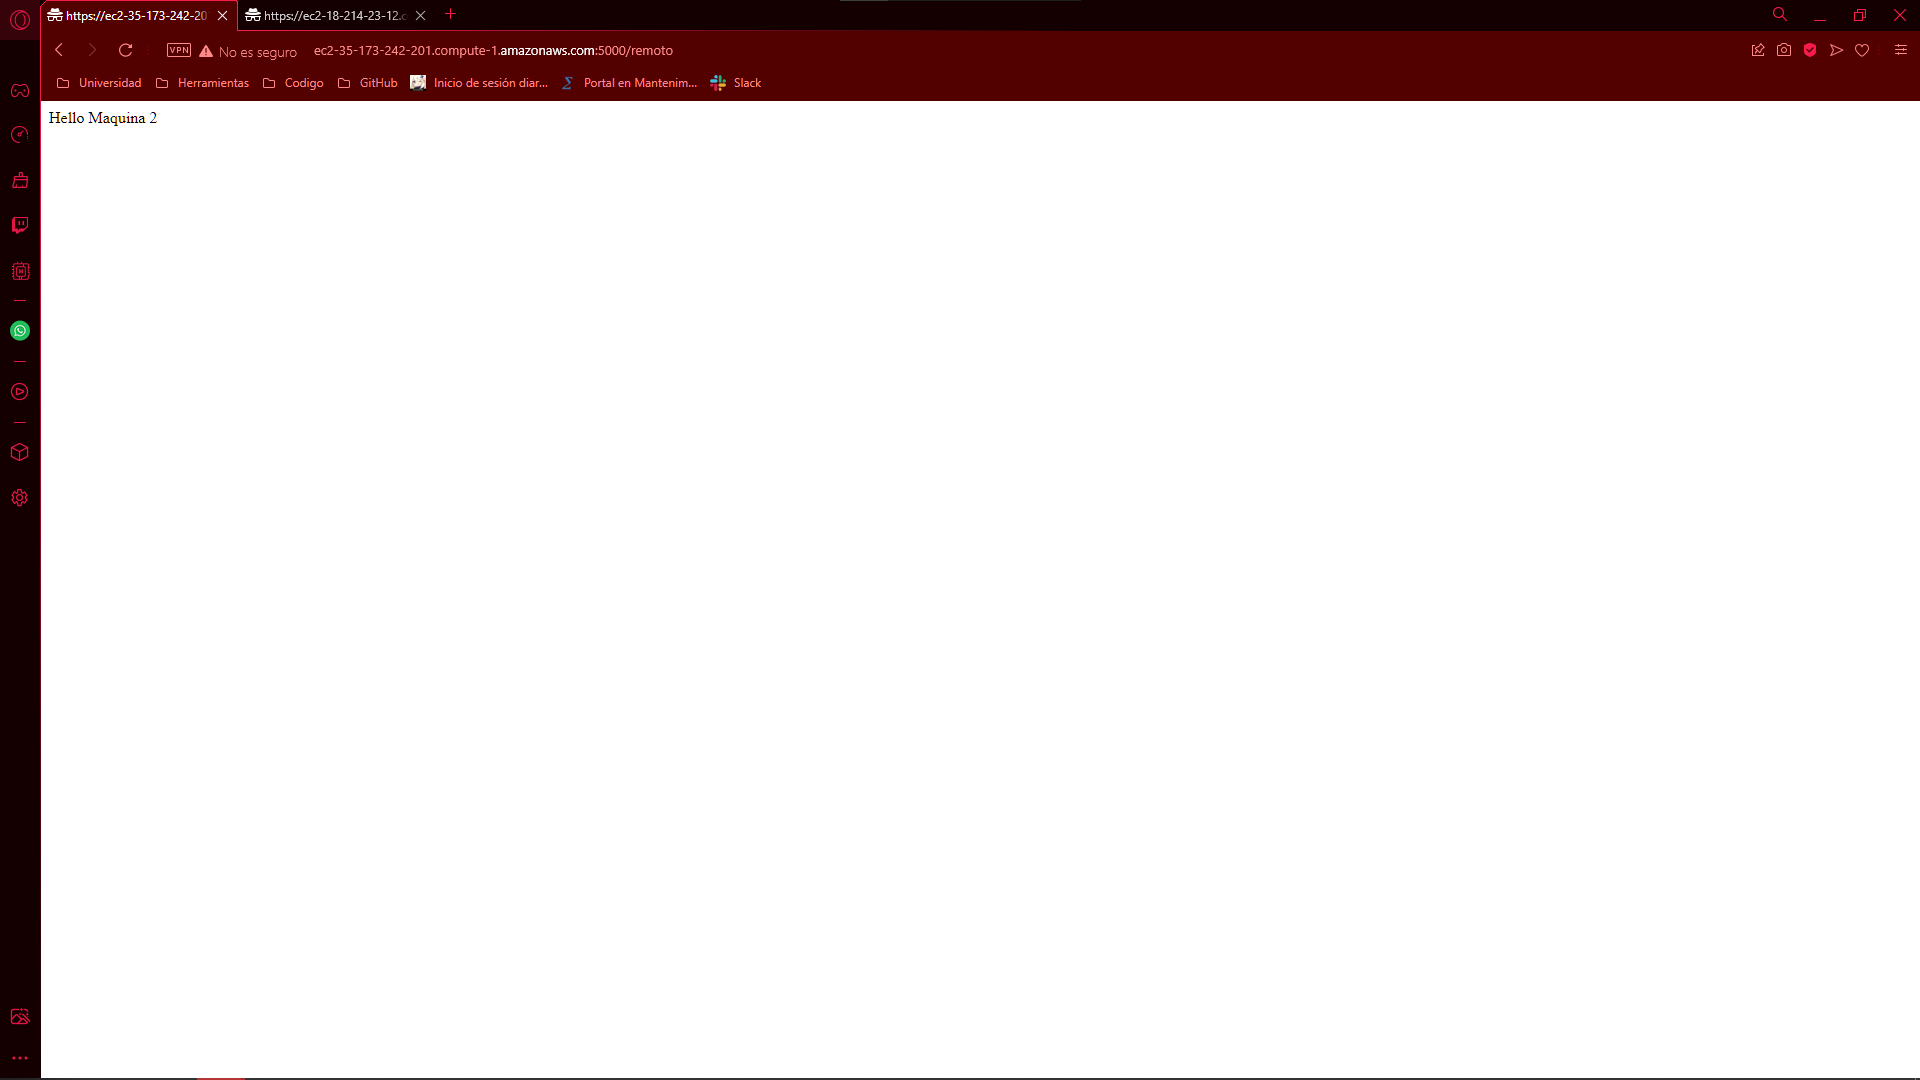 https://ec2-35-173-242-20
https://ec2-18-214-23-12.c
VPN
No es seguro
ec2-35-173-242-201.compute-1.amazonaws.com:5000/remoto
Universidad
Herramientas
Codigo
GitHub
Inicio de sesión diar...
Portal en Mantenim...
Slack
Hello Maquina 2